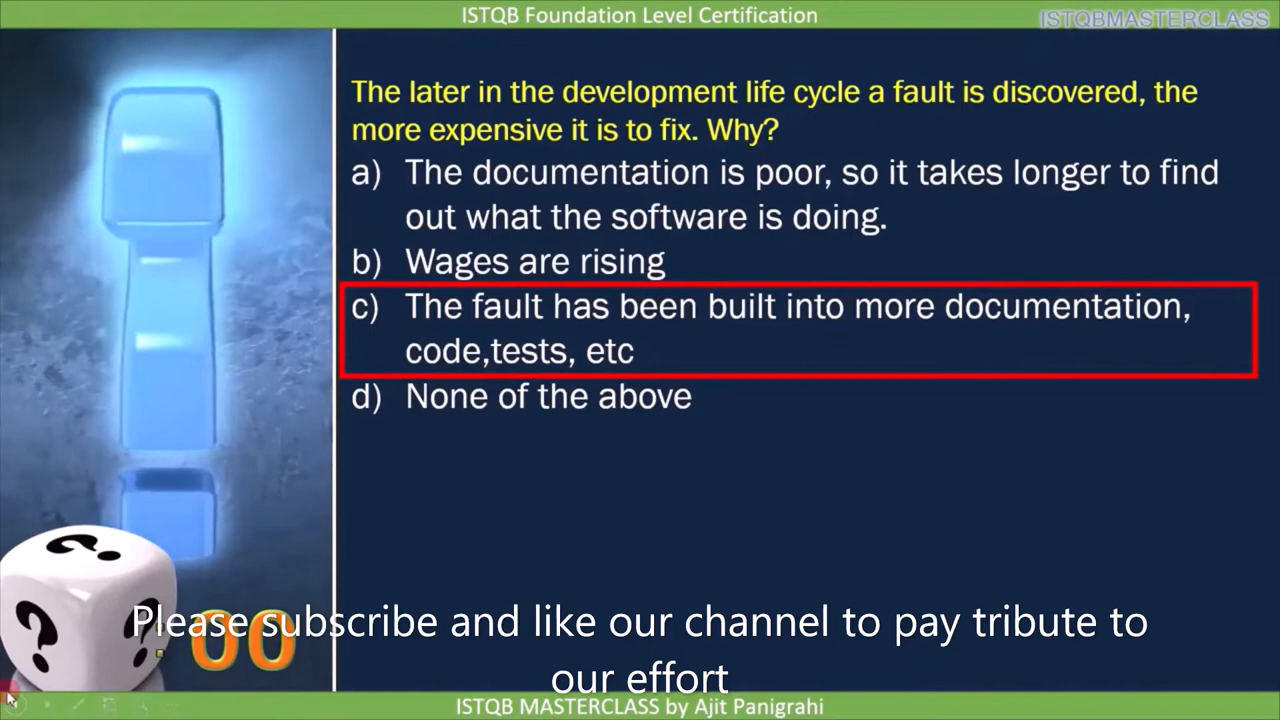 ISTQB Foundation Level Certification
ISTQBMASTERCLASS
The later in the development life cycle a fault is discovered, the
more expensive it is to fix. Why?
a) The documentation is poor, so it takes longer to find
out what the software is doing.
b) Wages are rising
c) The fault has been built into more documentation,
code,tests, etc
d) None of the above
? ? ?
:00
Please subscribe and like our channel to pay tribute to
our effort
ISTQB MASTERCLASS by Ajit Panigrahi